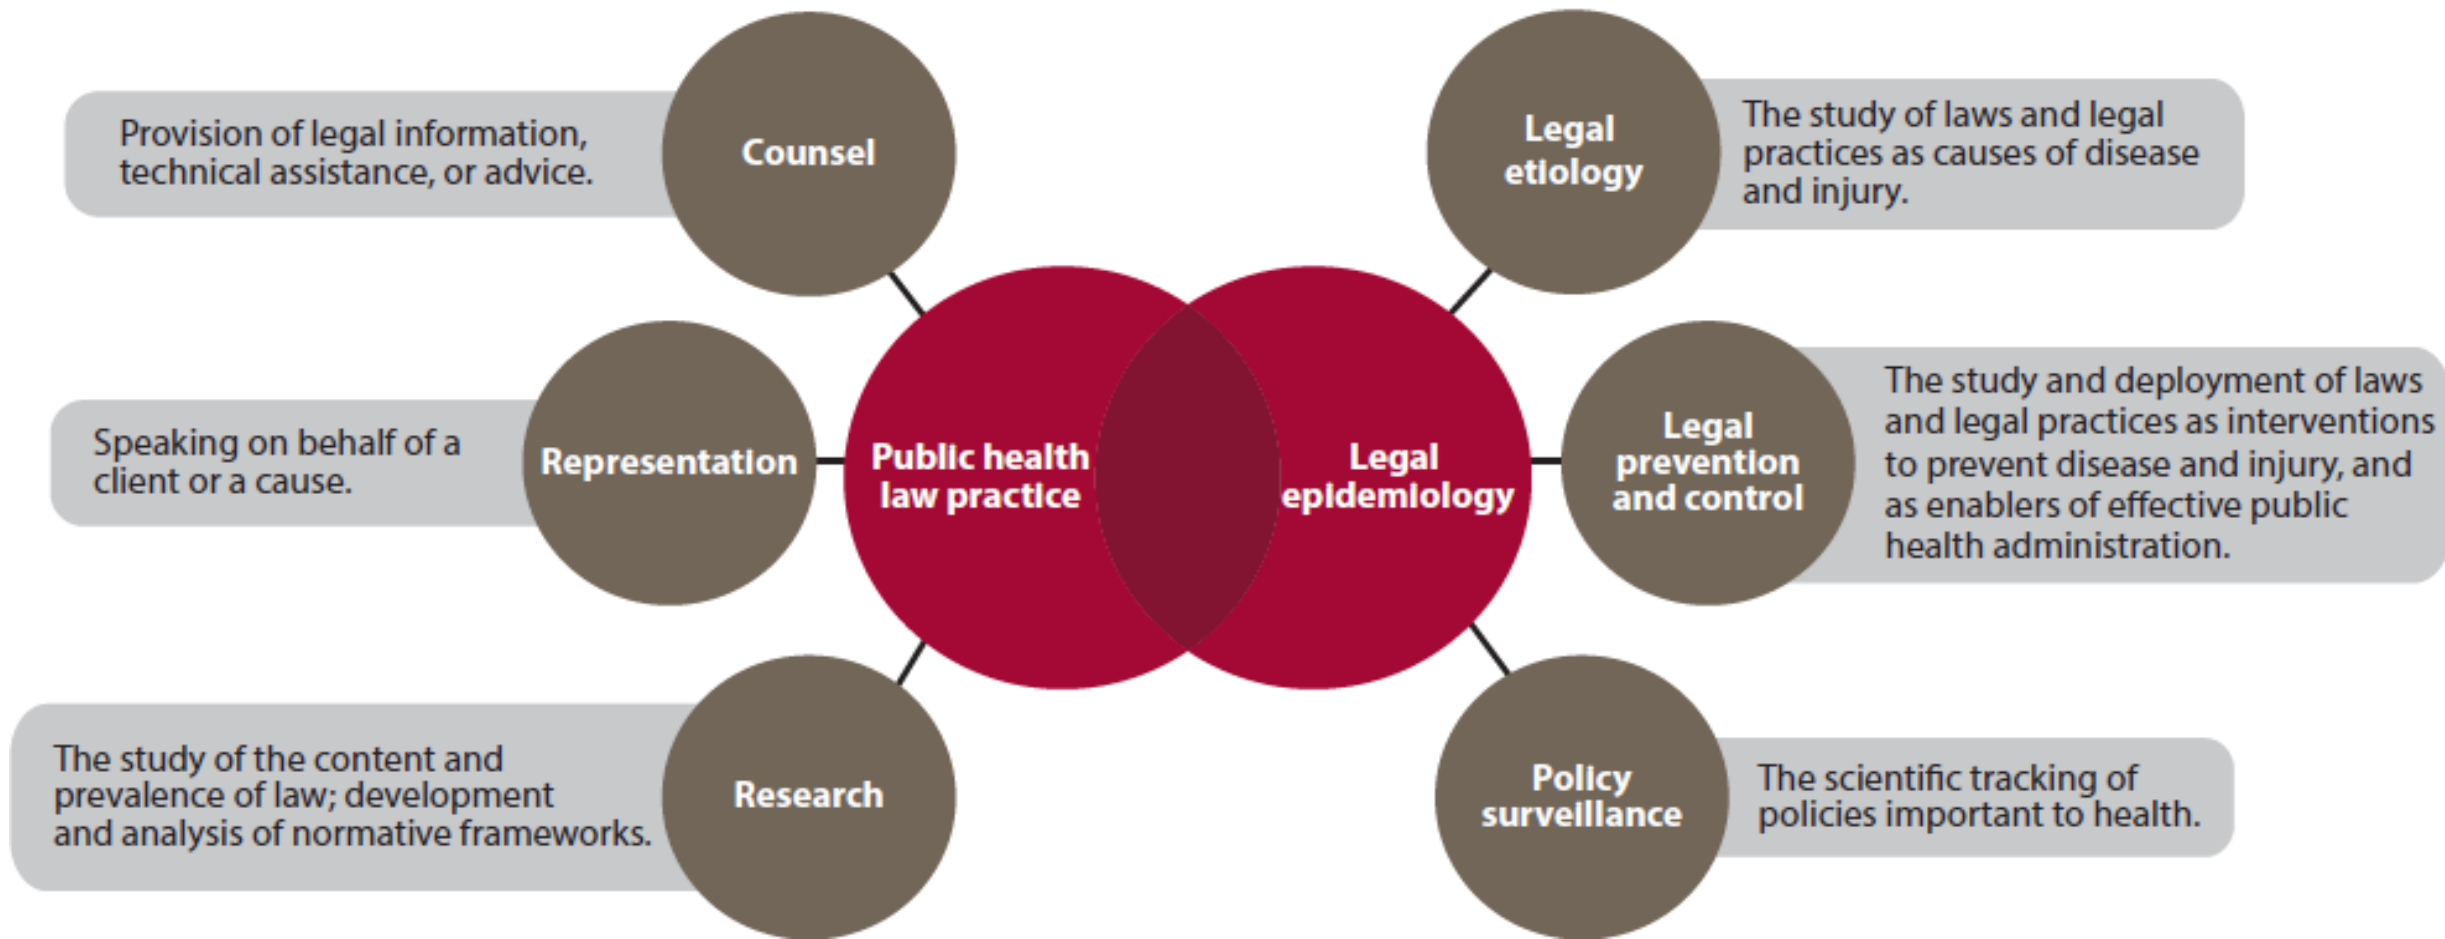 Provision of legal information,
technical assistance, or advice.
Counsel
Speaking on behalf of a
client or a cause.
Representation
The study of the content and
prevalence of law; development
and analysis of normative frameworks.
Research
Public health
law practice
Legal
epidemiology
Legal
etiology
The study of laws and legal
practices as causes of disease
and injury.
Legal
prevention
and control
The study and deployment of laws
and legal practices as interventions
to prevent disease and injury, and
as enablers of effective public
health administration.
Policy
surveillance
The scientific tracking of
policies important to health.